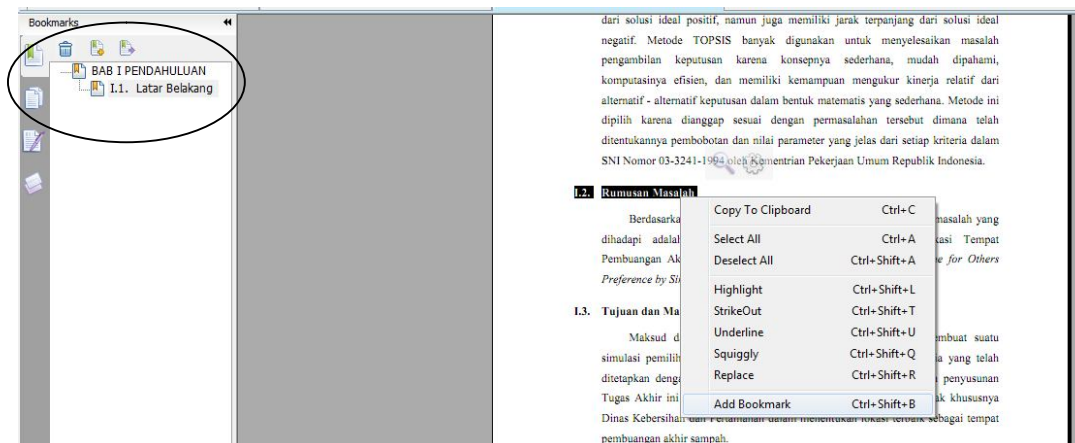 Bookmarks
BAB I PENDAHULUAN
I.1. Latar Belakang
dari solusi ideal positif, namun juga memiliki jarak terpanjang dari solusi ideal
negatif. Metode TOPSIS banyak digunakan untuk menyelesaikan masalah
pengambilan keputusan karena konsepnya sederhana, mudah dipahami,
komputasinya efisien, dan memiliki kemampuan mengukur kinerja relatif dari
alternatif - alternatif keputusan dalam bentuk matematis yang sederhana. Metode ini
dipilih karena dianggap sesuai dengan permasalahan tersebut dimana telah
ditentukannya pembobotan dan nilai parameter yang jelas dari setiap kriteria dalam
SNI Nomor 03-3241-1994 oleh Kementrian Pekerjaan Umum Republik Indonesia.
I.2. Rumusan Masalah
Berdasarka masalah yang
dihadapi adalah Tempat
Pembuangan Ak for Others
Preference by Si
I.3. Tujuan dan Ma
Maksud d suatu
simulasi pemilih yang telah
ditetapkan denga penyusunan
Tugas Akhir ini khususnya
Dinas Kebersihan dan Pertamanan dalam menentukan lokasi terbaik sebagai tempat
pembuangan akhir sampah.
Copy To Clipboard Ctrl+C
Select All Ctrl+A
Deselect All Ctrl+Shift+A
Highlight Ctrl+Shift+L
StrikeOut Ctrl+Shift+T
Underline Ctrl+Shift+U
Squiggly Ctrl+Shift+Q
Replace Ctrl+Shift+R
Add Bookmark Ctrl+Shift+B